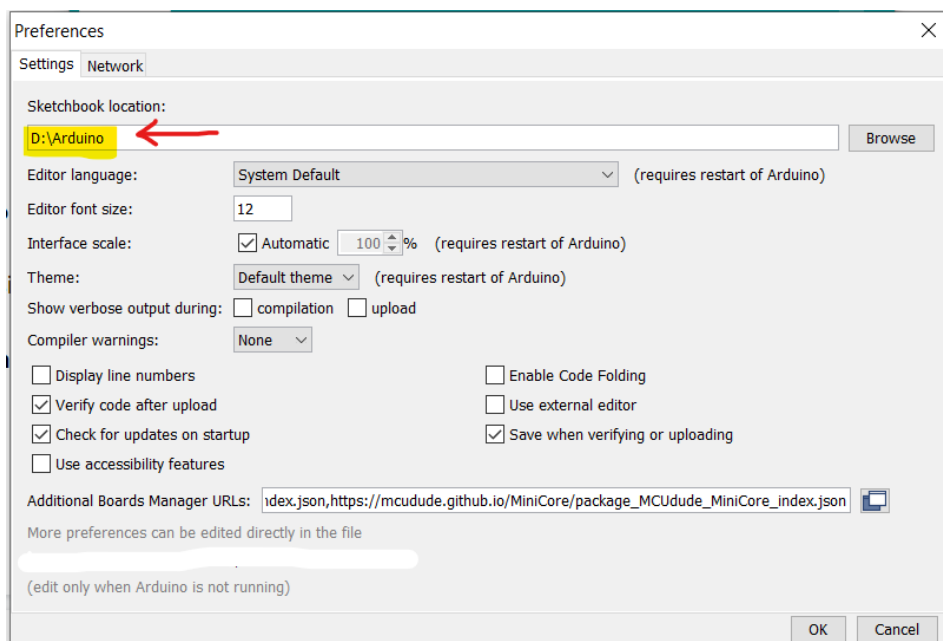 Preferences
Settings Network
Sketchbook location:
D:\Arduino Browse
Editor language: System Default (requires restart of Arduino)
Editor font size: 12
Interface scale: Automatic 100 % (requires restart of Arduino)
Theme: Default theme (requires restart of Arduino)
Show verbose output during: compilation upload
Compiler warnings: None
Display line numbers Enable Code Folding
Verify code after upload Use external editor
Check for updates on startup Save when verifying or uploading
Use accessibility features
Additional Boards Manager URLs: ndex.json,https://mcudude.github.io/MiniCore/package_MCUdude_MiniCore_index.json
More preferences can be edited directly in the file
(edit only when Arduino is not running)
OK Cancel